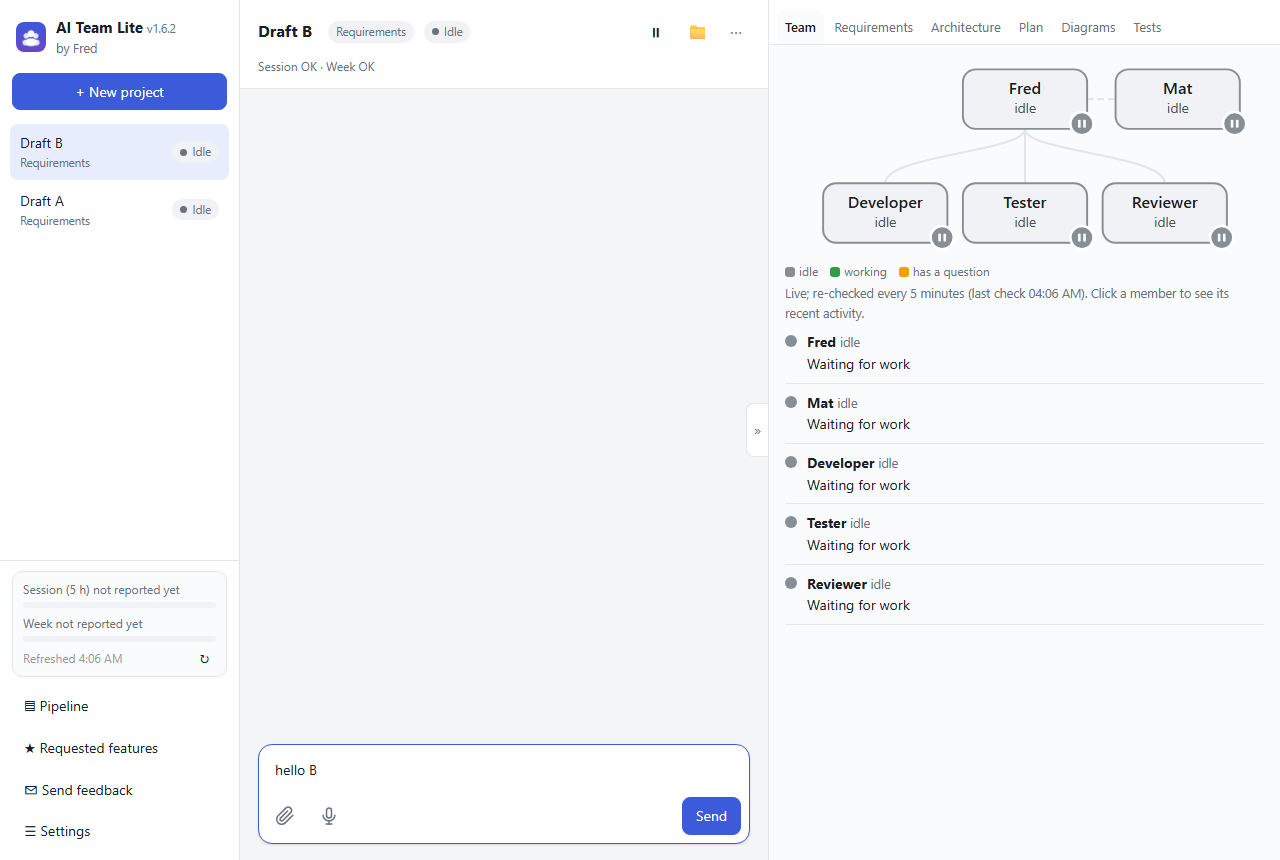 AI Team Lite v1.6.2
by Fred
+ New project
Draft B
Requirements
Idle
Draft A
Requirements
Idle
Session (5 h) not reported yet
Week not reported yet
Refreshed 4:06 AM
Pipeline
Requested features
Send feedback
Settings
Draft B
Requirements
Idle
Session OK · Week OK
hello B
Send
Team
Requirements
Architecture
Plan
Diagrams
Tests
Fred
idle
Mat
idle
Developer
idle
Tester
idle
Reviewer
idle
idle
working
has a question
Live; re-checked every 5 minutes (last check 04:06 AM). Click a member to see its
recent activity.
Fred idle
Waiting for work
Mat idle
Waiting for work
Developer idle
Waiting for work
Tester idle
Waiting for work
Reviewer idle
Waiting for work